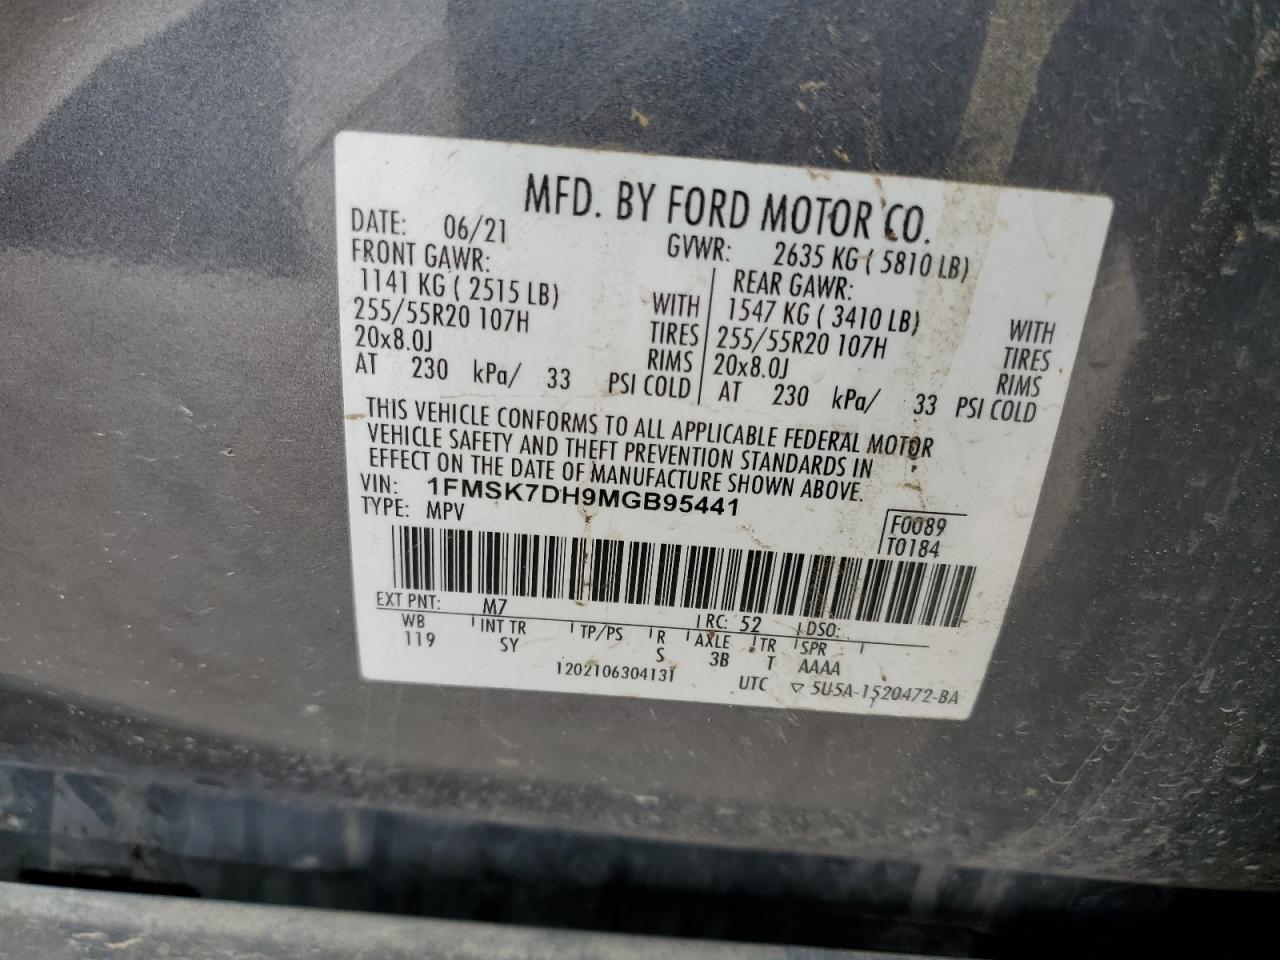 MFD. BY FORD MOTOR CO.
DATE: 06/21 GVWR: 2635 KG ( 5810 LB)
FRONT GAWR: REAR GAWR:
1141 KG ( 2515 LB) WITH 1547 KG ( 3410 LB) WITH
255/55R20 107H TIRES 255/55R20 107H TIRES
20x8.0J RIMS 20x8.0J RIMS
AT 230 kPa/ 33 PSI COLD AT 230 kPa/ 33 PSI COLD
THIS VEHICLE CONFORMS TO ALL APPLICABLE FEDERAL MOTOR
VEHICLE SAFETY AND THEFT PREVENTION STANDARDS IN
EFFECT ON THE DATE OF MANUFACTURE SHOWN ABOVE.
VIN: 1FMSK7DH9MGB95441
TYPE: MPV F0089
T0184
EXT PNT: M7 RC: 52 DSO:
WB INT TR TP/PS R AXLE TR SPR
119 SY S 3B T AAAA
1202106304131 UTC ▽ 5U5A-1520472-BA